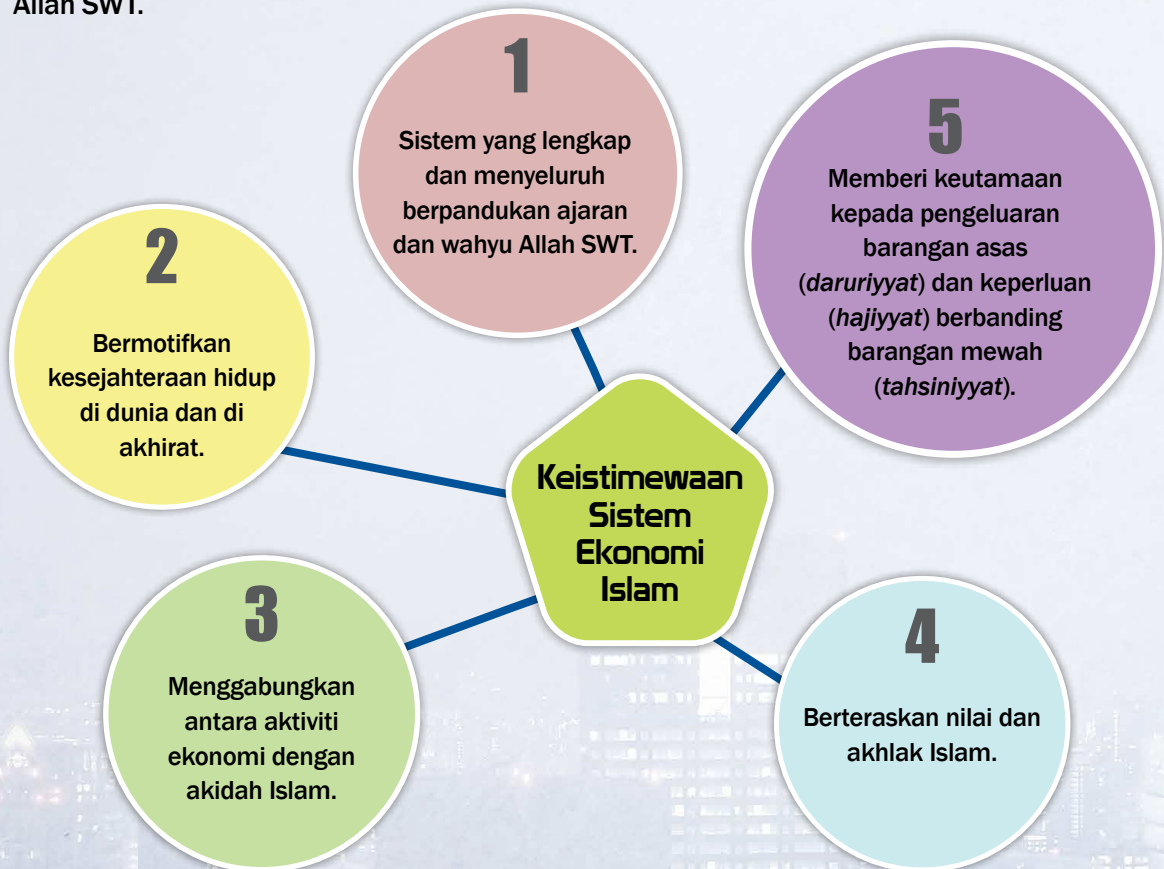 Allah SWT.
1
Sistem yang lengkap
dan menyeluruh
berpandukan ajaran
dan wahyu Allah SWT.
2
Bermotifkan
kesejahteraan hidup
di dunia dan di
akhirat.
3
Menggabungkan
antara aktiviti
ekonomi dengan
akidah Islam.
4
Berteraskan nilai dan
akhlak Islam.
5
Memberi keutamaan
kepada pengeluaran
barangan asas
(daruriyyat) dan keperluan
(hajiyyat) berbanding
barangan mewah
(tahsiniyyat).
Keistimewaan
Sistem
Ekonomi
Islam